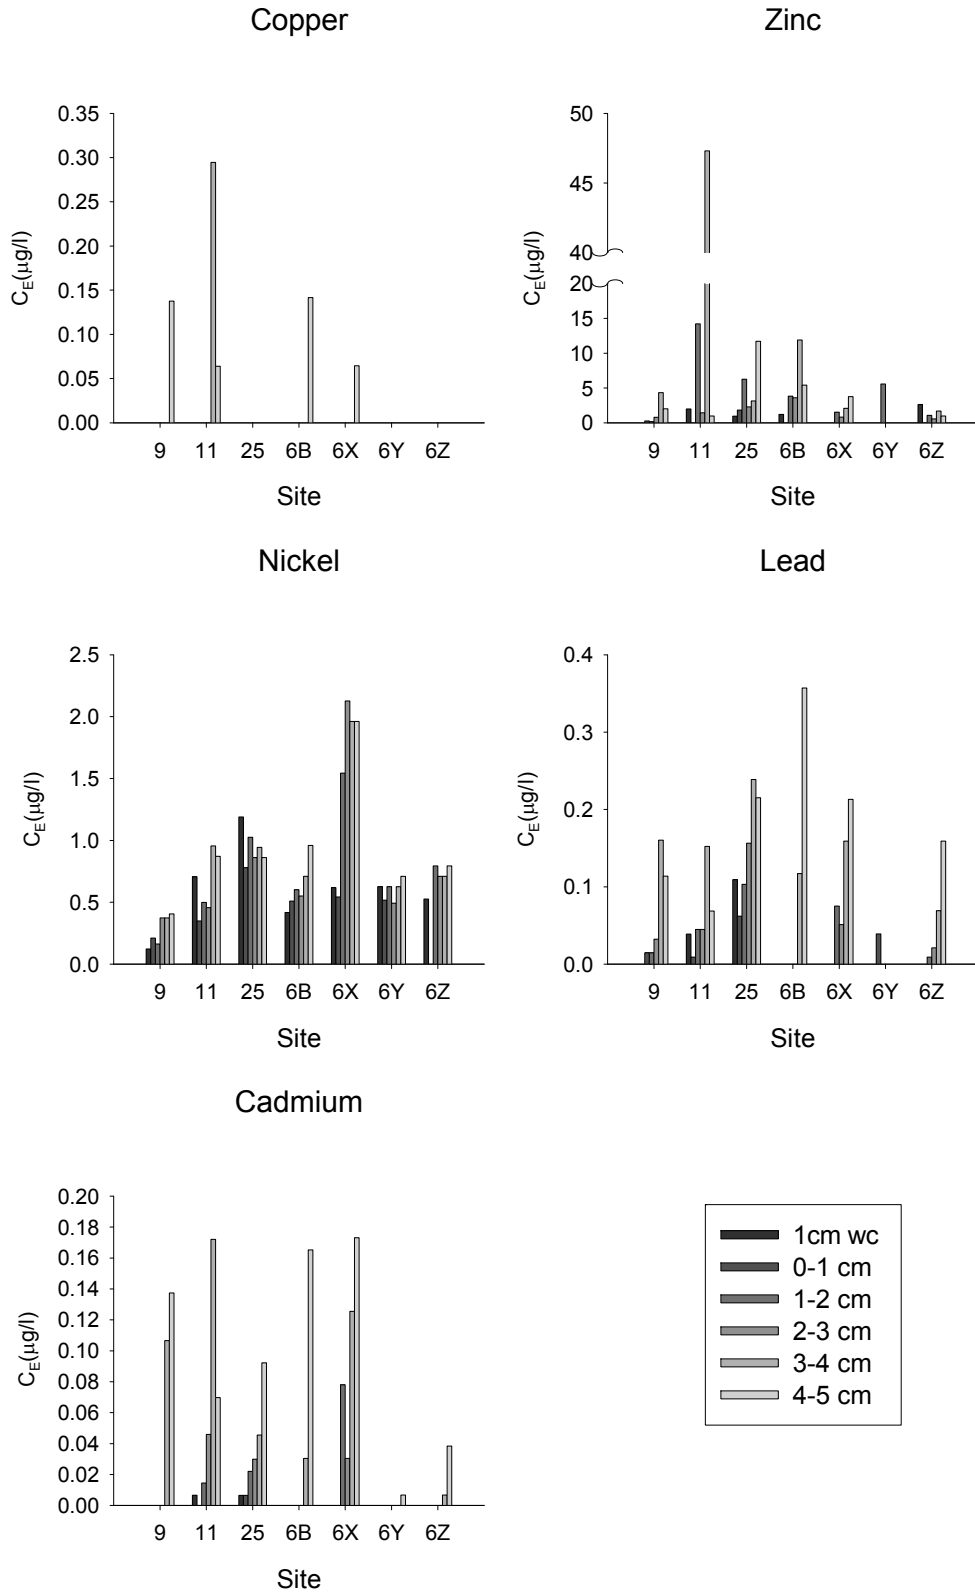 Copper
0.35
0.30
0.25
0.20
0.15
0.10
0.05
0.00
C_E(μg/l)
9 11 25 6B 6X 6Y 6Z
Site
Zinc
50
45
40
20
15
10
5
0
C_E(μg/l)
9 11 25 6B 6X 6Y 6Z
Site
Nickel
2.5
2.0
1.5
1.0
0.5
0.0
C_E(μg/l)
9 11 25 6B 6X 6Y 6Z
Site
Lead
0.4
0.3
0.2
0.1
0.0
C_E(μg/l)
9 11 25 6B 6X 6Y 6Z
Site
Cadmium
0.20
0.18
0.16
0.14
0.12
0.10
0.08
0.06
0.04
0.02
0.00
C_E(μg/l)
9 11 25 6B 6X 6Y 6Z
Site
1cm wc
0-1 cm
1-2 cm
2-3 cm
3-4 cm
4-5 cm